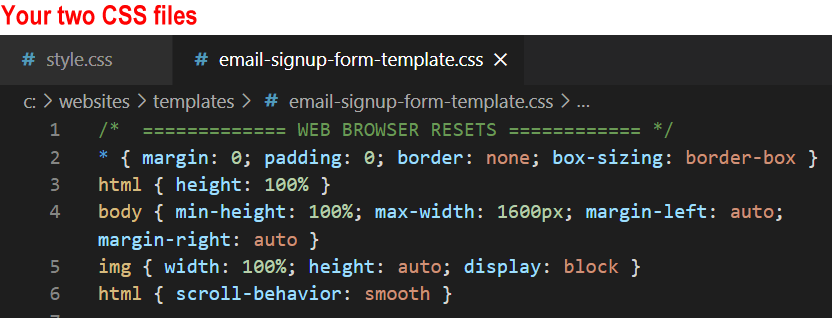 Your two CSS files
# style.css # email-signup-form-template.css ×
c: > websites > templates > # email-signup-form-template.css > ...
1 /* ============= WEB BROWSER RESETS ============ */
2 * { margin: 0; padding: 0; border: none; box-sizing: border-box }
3 html { height: 100% }
4 body { min-height: 100%; max-width: 1600px; margin-left: auto;
margin-right: auto }
5 img { width: 100%; height: auto; display: block }
6 html { scroll-behavior: smooth }